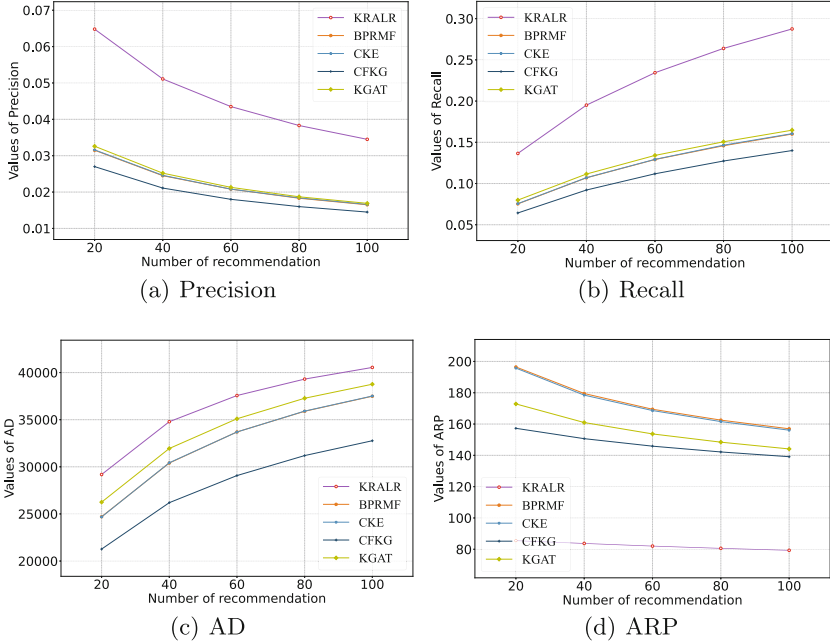 0.07
0.06
0.05
0.04
0.03
0.02
0.01
Values of Precision
KRALR
BPRMF
CKE
CFKG
KGAT
20 40 60 80 100
Number of recommendation
(a) Precision
0.30
0.25
0.20
0.15
0.10
0.05
Values of Recall
KRALR
BPRMF
CKE
CFKG
KGAT
20 40 60 80 100
Number of recommendation
(b) Recall
40000
35000
30000
25000
20000
Values of AD
KRALR
BPRMF
CKE
CFKG
KGAT
20 40 60 80 100
Number of recommendation
(c) AD
200
180
160
140
120
100
80
Values of ARP
KRALR
BPRMF
CKE
CFKG
KGAT
20 40 60 80 100
Number of recommendation
(d) ARP